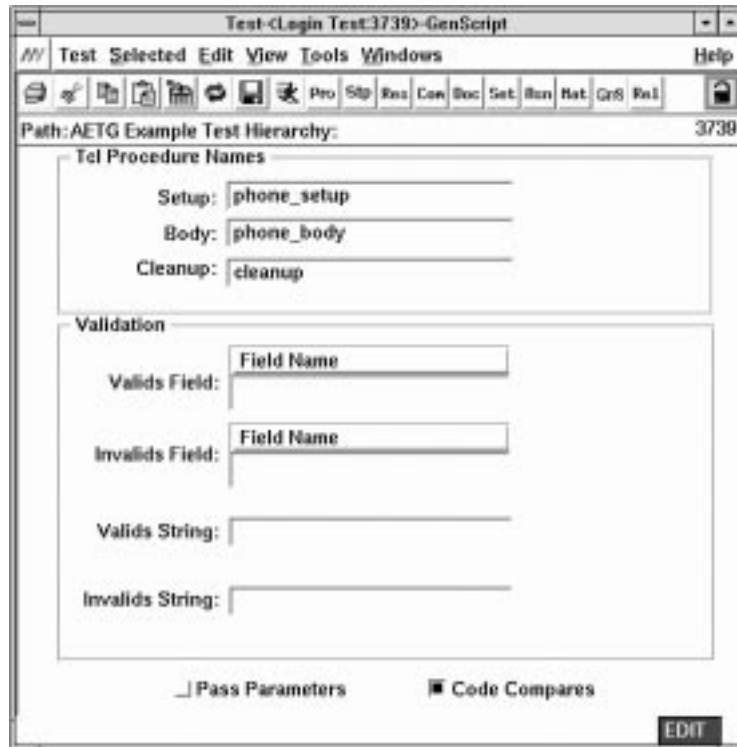 Test-<Login Test:3739>-GenScript
Test Selected Edit View Tools Windows Help
Pro Stp Res Com Doc Set Rsn Mat Rel
Path:AETG Example Test Hierarchy: 3739
Tcl Procedure Names
Setup: phone_setup
Body: phone_body
Cleanup: cleanup
Validation
Field Name
Valids Field:
Field Name
Invalids Field:
Valids String:
Invalids String:
Pass Parameters Code Compares
EDIT